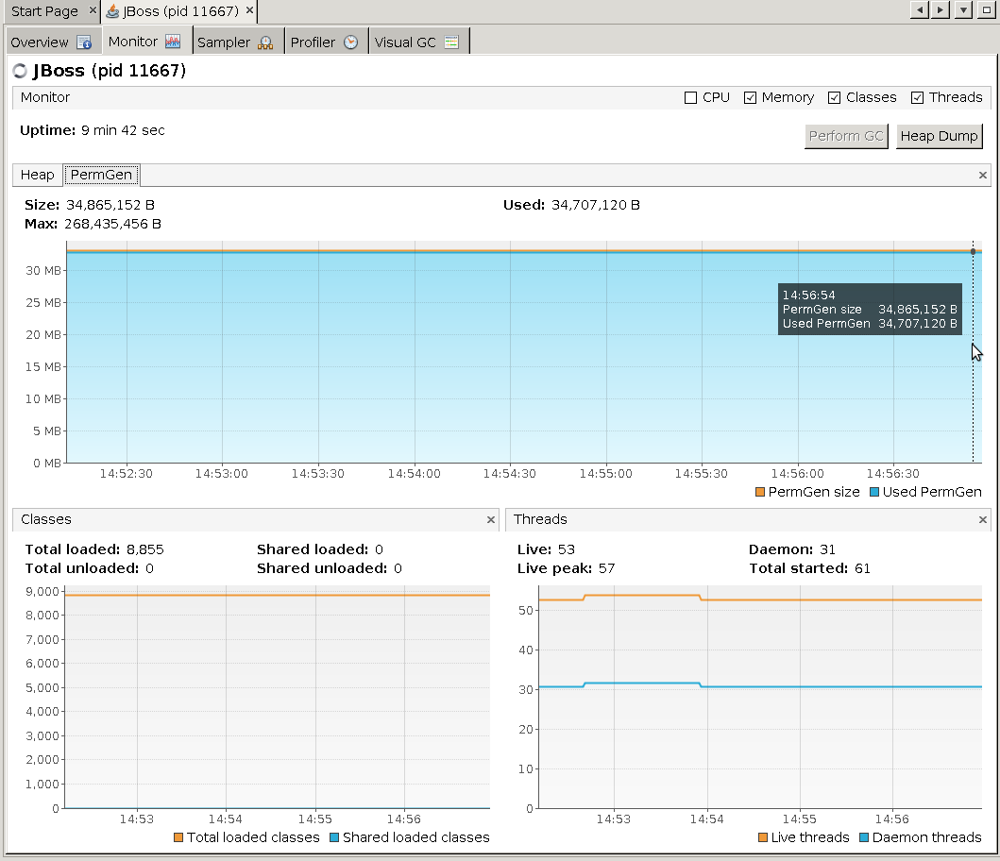 Start Page
JBoss (pid 11667)
Overview Monitor Sampler Profiler Visual GC
JBoss (pid 11667)
Monitor CPU Memory Classes Threads
Uptime: 9 min 42 sec
Perform GC Heap Dump
Heap PermGen
Size: 34,865,152 B Used: 34,707,120 B
Max: 268,435,456 B
30 MB
25 MB
20 MB
15 MB
10 MB
5 MB
0 MB
14:56:54
PermGen size 34,865,152 B
Used PermGen 34,707,120 B
14:52:30 14:53:00 14:53:30 14:54:00 14:54:30 14:55:00 14:55:30 14:56:00 14:56:30
PermGen size Used PermGen
Classes
Total loaded: 8,855 Shared loaded: 0
Total unloaded: 0 Shared unloaded: 0
9,000
8,000
7,000
6,000
5,000
4,000
3,000
2,000
1,000
0
14:53 14:54 14:55 14:56
Total loaded classes Shared loaded classes
Threads
Live: 53 Daemon: 31
Live peak: 57 Total started: 61
50
40
30
20
10
0
14:53 14:54 14:55 14:56
Live threads Daemon threads